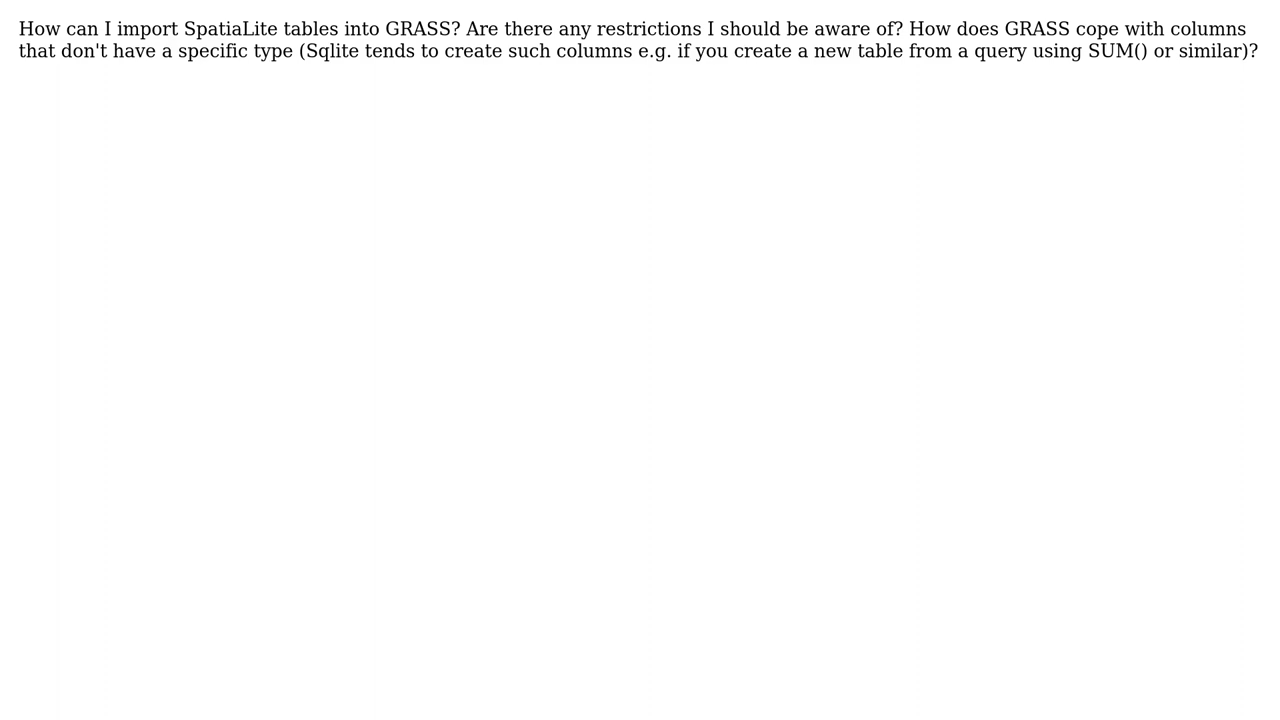 How can I import SpatiaLite tables into GRASS? Are there any restrictions I should be aware of? How does GRASS cope with columns
that don't have a specific type (Sqlite tends to create such columns e.g. if you create a new table from a query using SUM() or similar)?